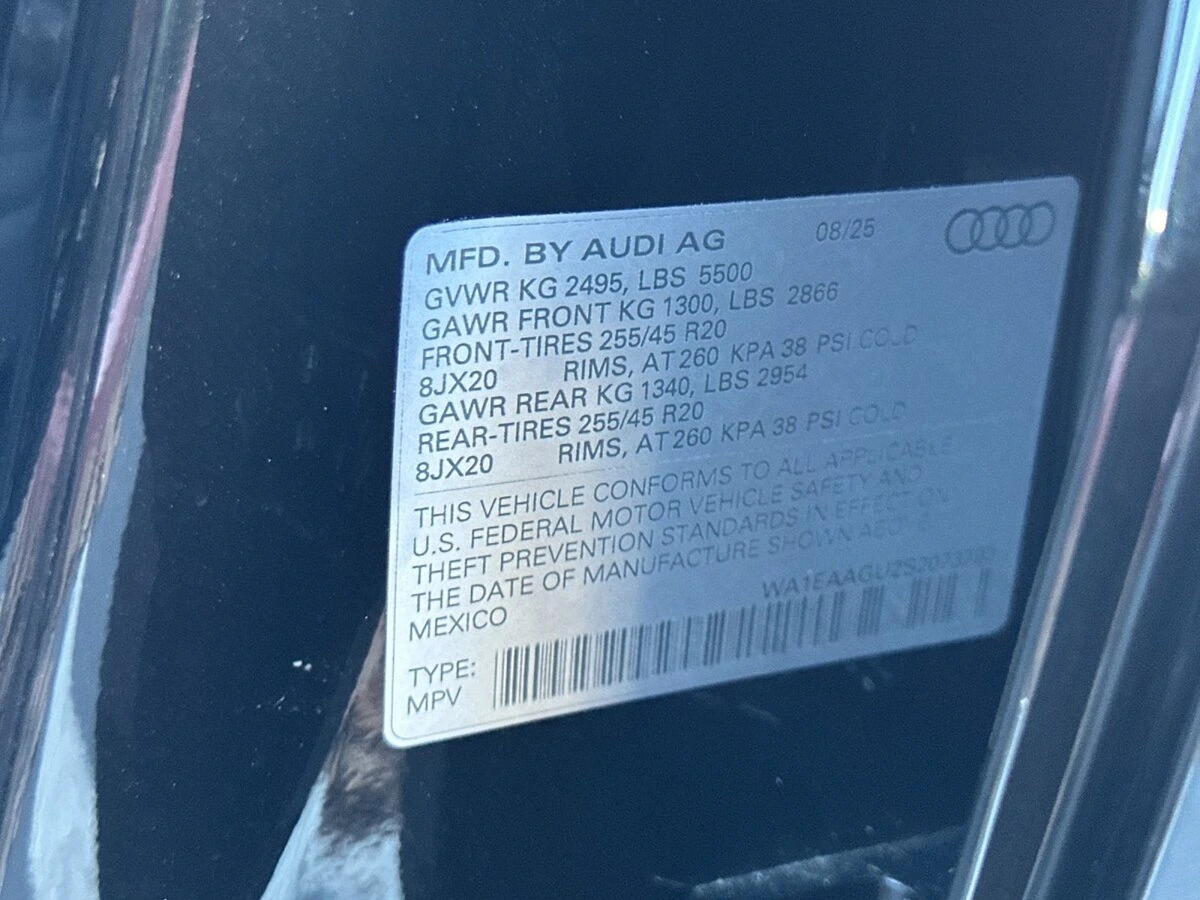 MFD. BY AUDI AG 08/25
GVWR KG 2495, LBS 5500
GAWR FRONT KG 1300, LBS 2866
FRONT-TIRES 255/45 R20
8JX20 RIMS, AT 260 KPA 38 PSI COLD
GAWR REAR KG 1340, LBS 2954
REAR-TIRES 255/45 R20
8JX20 RIMS, AT 260 KPA 38 PSI COLD
THIS VEHICLE CONFORMS TO ALL APPLICABLE
U.S. FEDERAL MOTOR VEHICLE SAFETY AND
THEFT PREVENTION STANDARDS IN EFFECT ON
THE DATE OF MANUFACTURE SHOWN
MEXICO
TYPE:
MPV